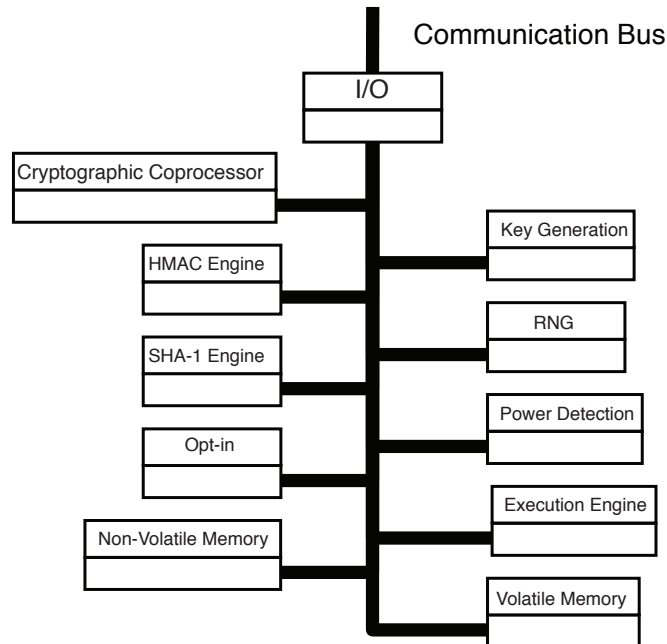 Communication Bus
I/O
Cryptographic Coprocessor
Key Generation
HMAC Engine
RNG
SHA-1 Engine
Power Detection
Opt-in
Execution Engine
Non-Volatile Memory
Volatile Memory